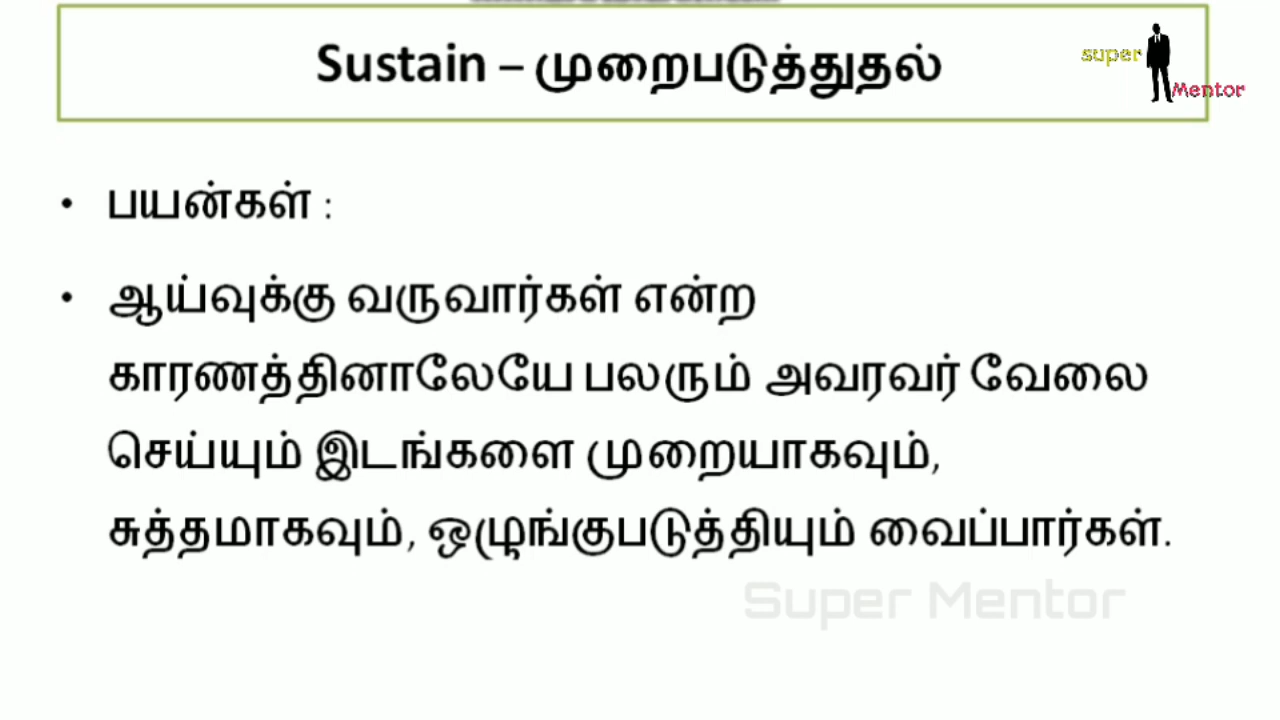 Sustain – முறைபடுத்துதல்
super
Mentor
• பயன்கள் :
• ஆய்வுக்கு வருவார்கள் என்ற
காரணத்தினாலேயே பலரும் அவரவர் வேலை
செய்யும் இடங்களை முறையாகவும்,
சுத்தமாகவும், ஒழுங்குபடுத்தியும் வைப்பார்கள்.
Super Mentor